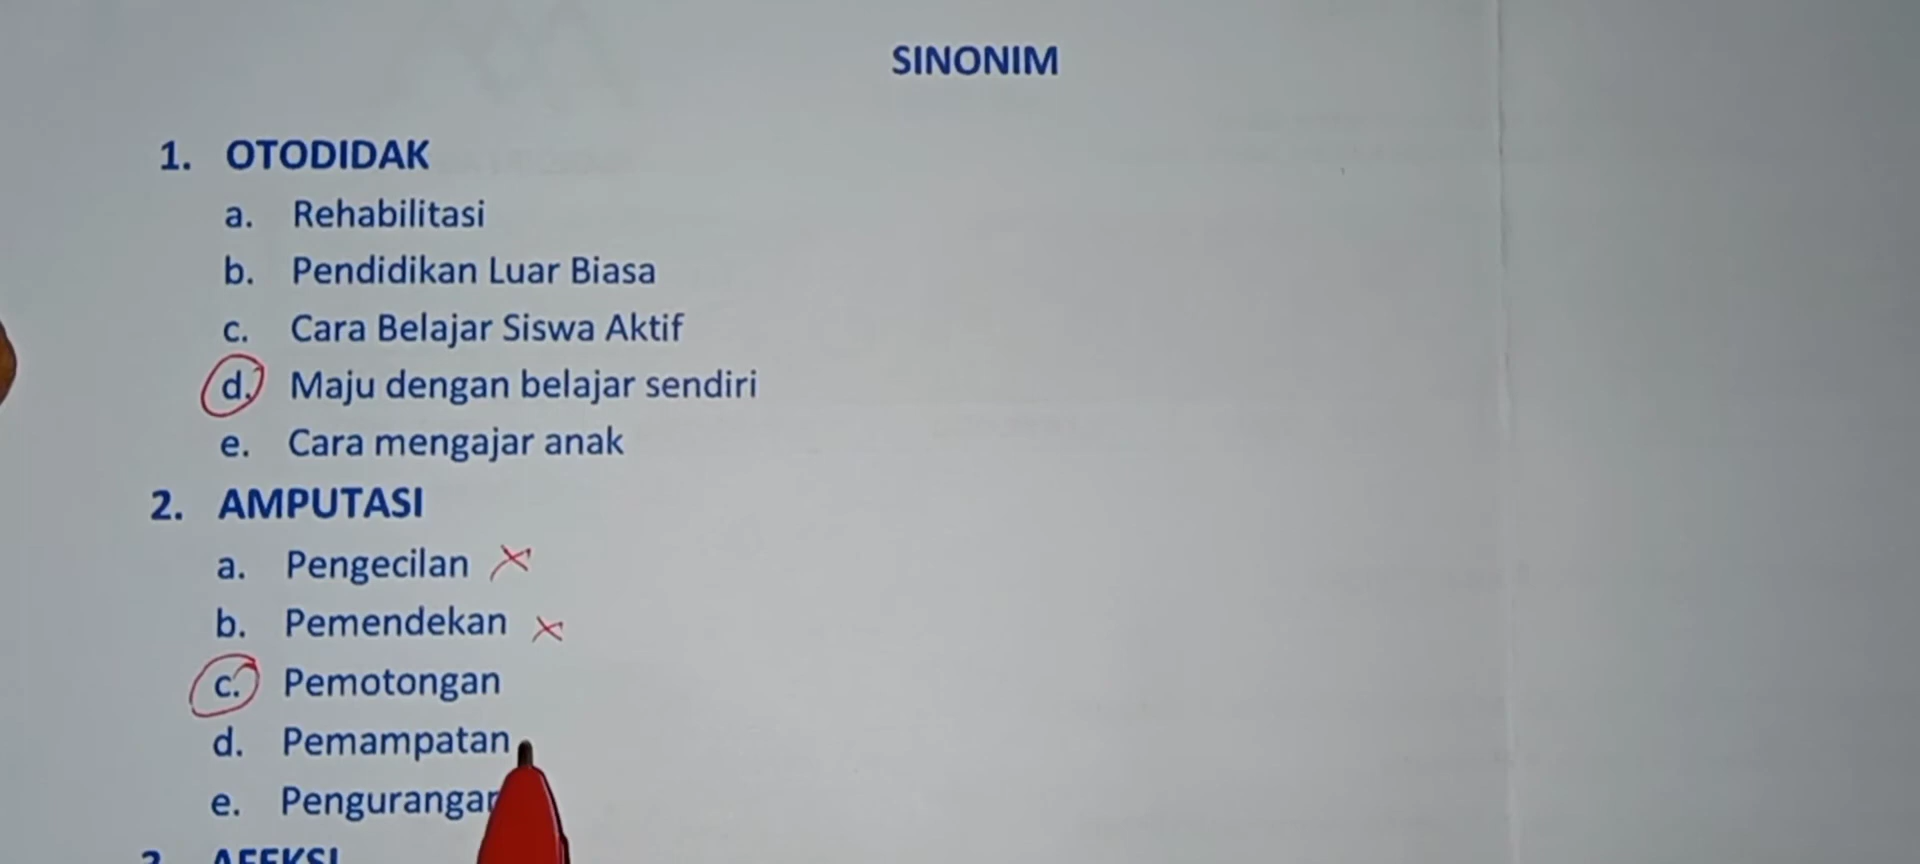 SINONIM
1. OTODIDAK
a. Rehabilitasi
b. Pendidikan Luar Biasa
c. Cara Belajar Siswa Aktif
d. Maju dengan belajar sendiri
e. Cara mengajar anak
2. AMPUTASI
a. Pengecilan
b. Pemendekan
c. Pemotongan
d. Pemampatan
e.